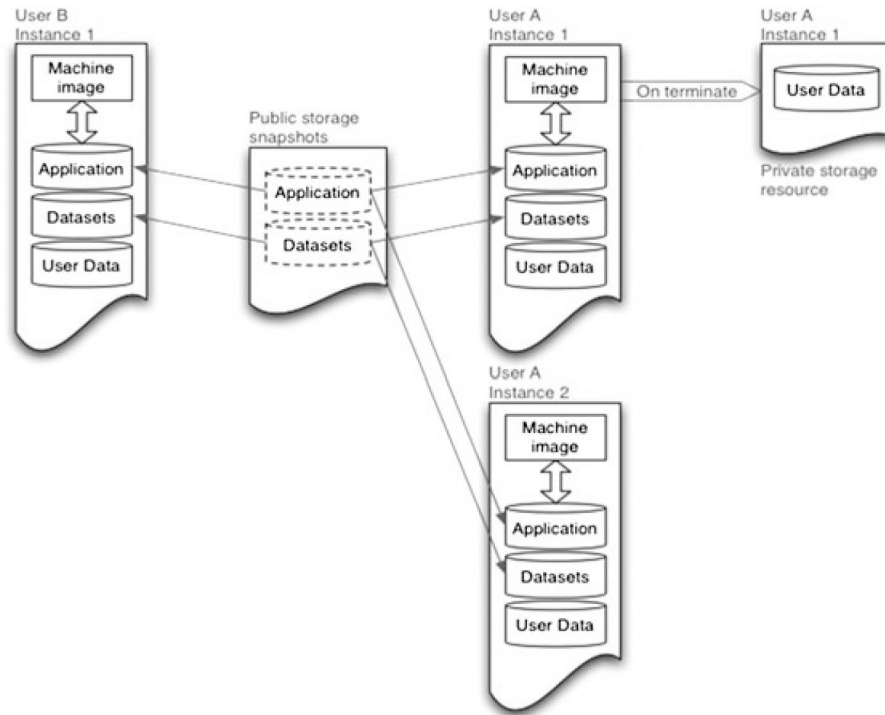 User B
Instance 1
Machine
image
Application
Datasets
User Data
Public storage
snapshots
Application
Datasets
User A
Instance 1
Machine
image
Application
Datasets
User Data
On terminate
User A
Instance 1
User Data
Private storage
resource
User A
Instance 2
Machine
image
Application
Datasets
User Data